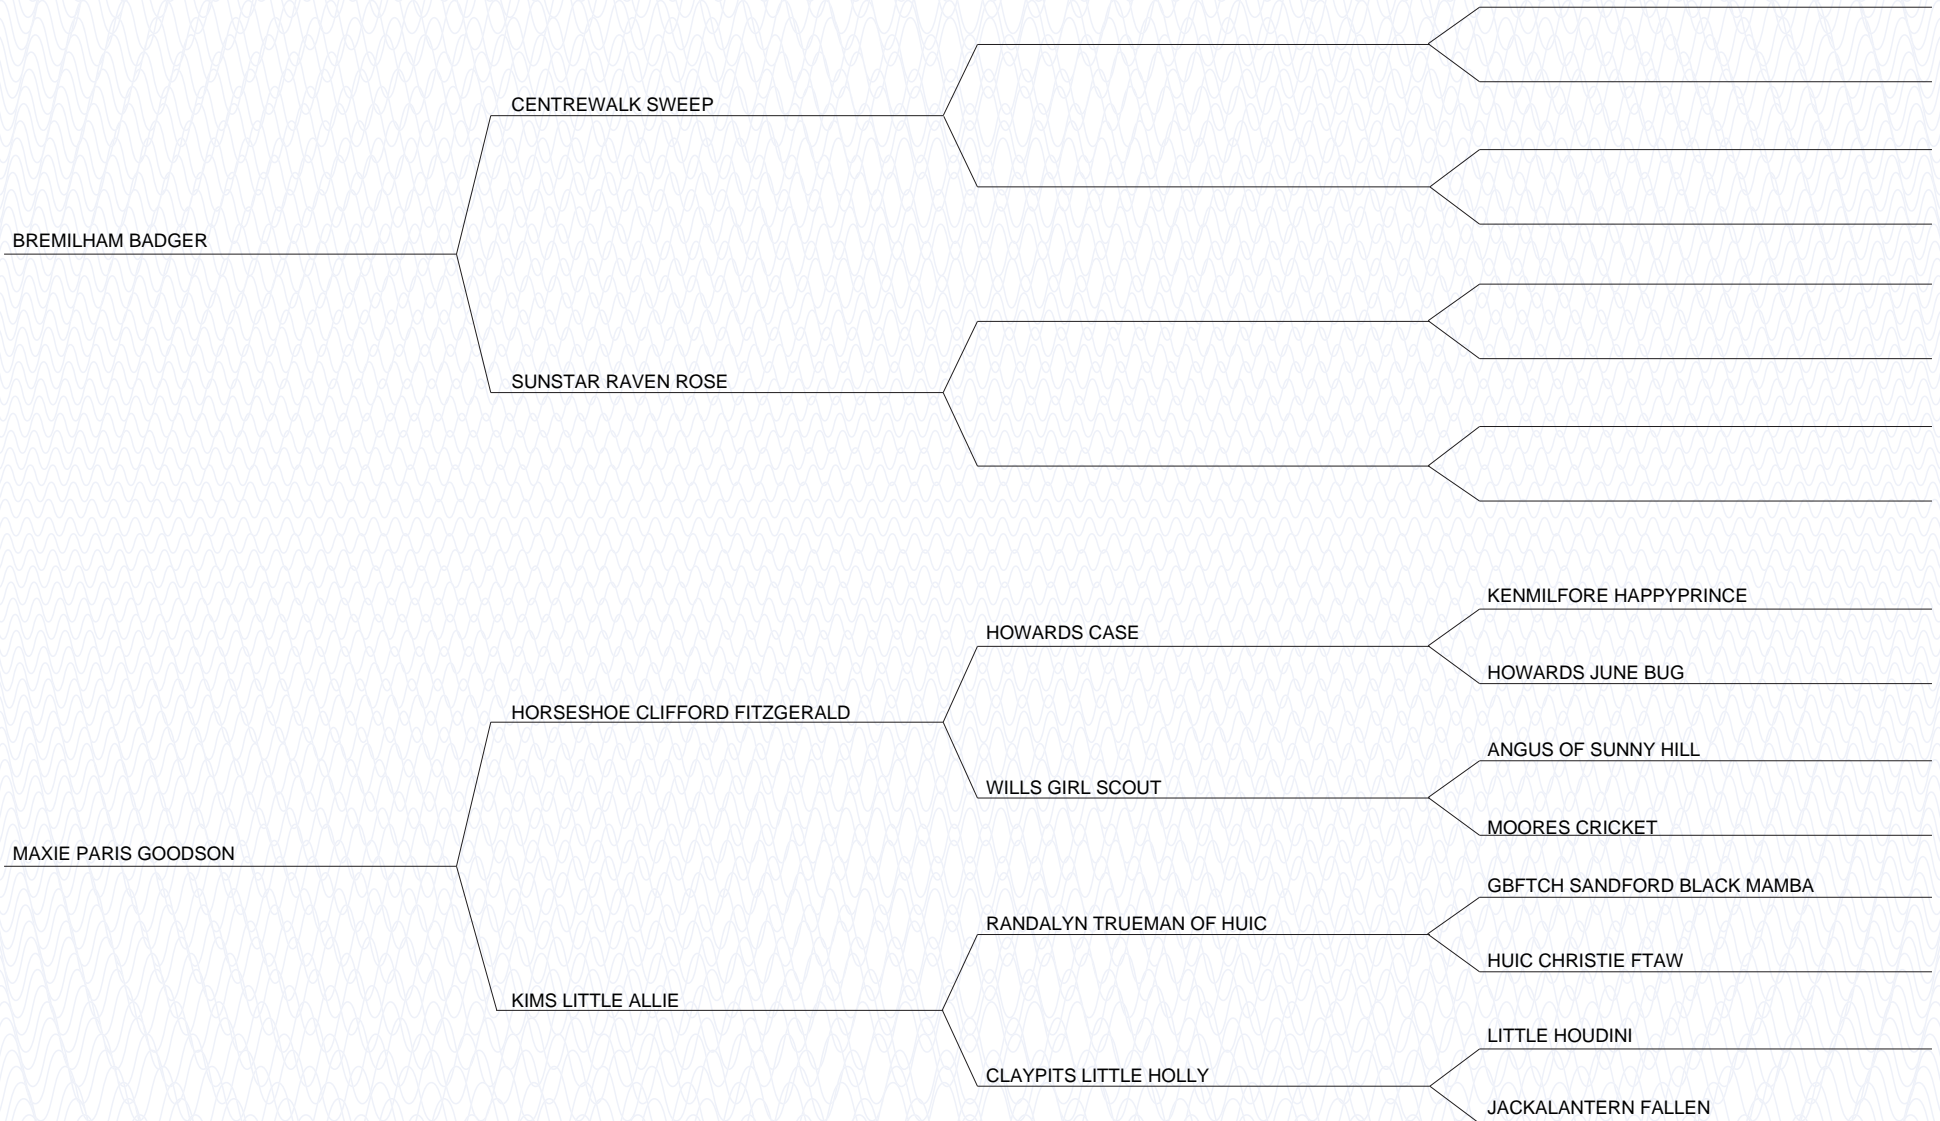 CENTREWALK SWEEP
BREMILHAM BADGER
SUNSTAR RAVEN ROSE
KENMILFORE HAPPYPRINCE
HOWARDS CASE
HOWARDS JUNE BUG
HORSESHOE CLIFFORD FITZGERALD
ANGUS OF SUNNY HILL
WILLS GIRL SCOUT
MOORES CRICKET
MAXIE PARIS GOODSON
GBFTCH SANDFORD BLACK MAMBA
RANDALYN TRUEMAN OF HUIC
HUIC CHRISTIE FTAW
KIMS LITTLE ALLIE
LITTLE HOUDINI
CLAYPITS LITTLE HOLLY
JACKALANTERN FALLEN